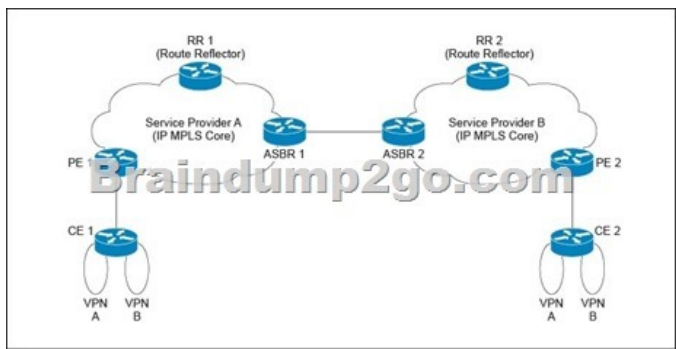 RR 1
(Route Reflector)
RR 2
(Route Reflector)
Service Provider A
(IP MPLS Core)
Service Provider B
(IP MPLS Core)
ASBR 1
ASBR 2
PE 1
PE 2
Braindump2go.com
CE 1
CE 2
VPN
A
VPN
B
VPN
A
VPN
B